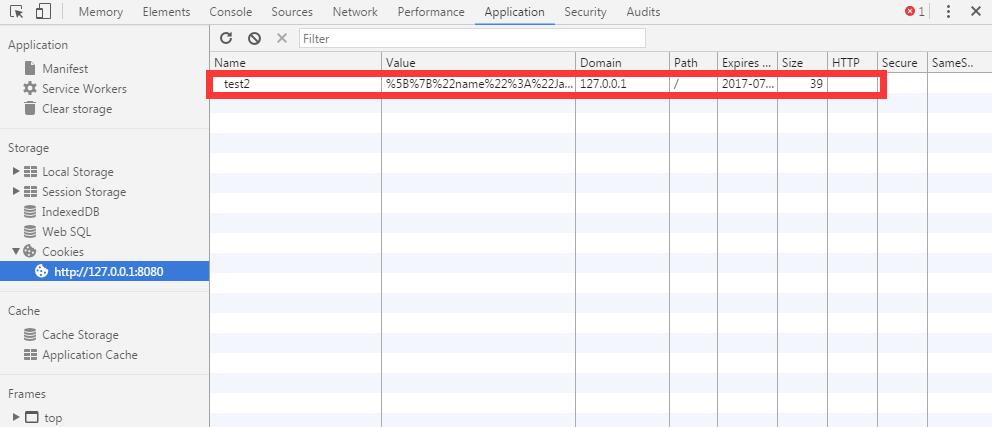 Memory Elements Console Sources Network Performance Application Security Audits 1
Application
Manifest
Service Workers
Clear storage
Storage
Local Storage
Session Storage
IndexedDB
Web SQL
Cookies
http://127.0.0.1:8080
Cache
Cache Storage
Application Cache
Frames
top
Filter
Name Value Domain Path Expires ... Size HTTP Secure SameS..
test2 %5B%7B%22name%22%3A%22Ja... 127.0.0.1 / 2017-07... 39